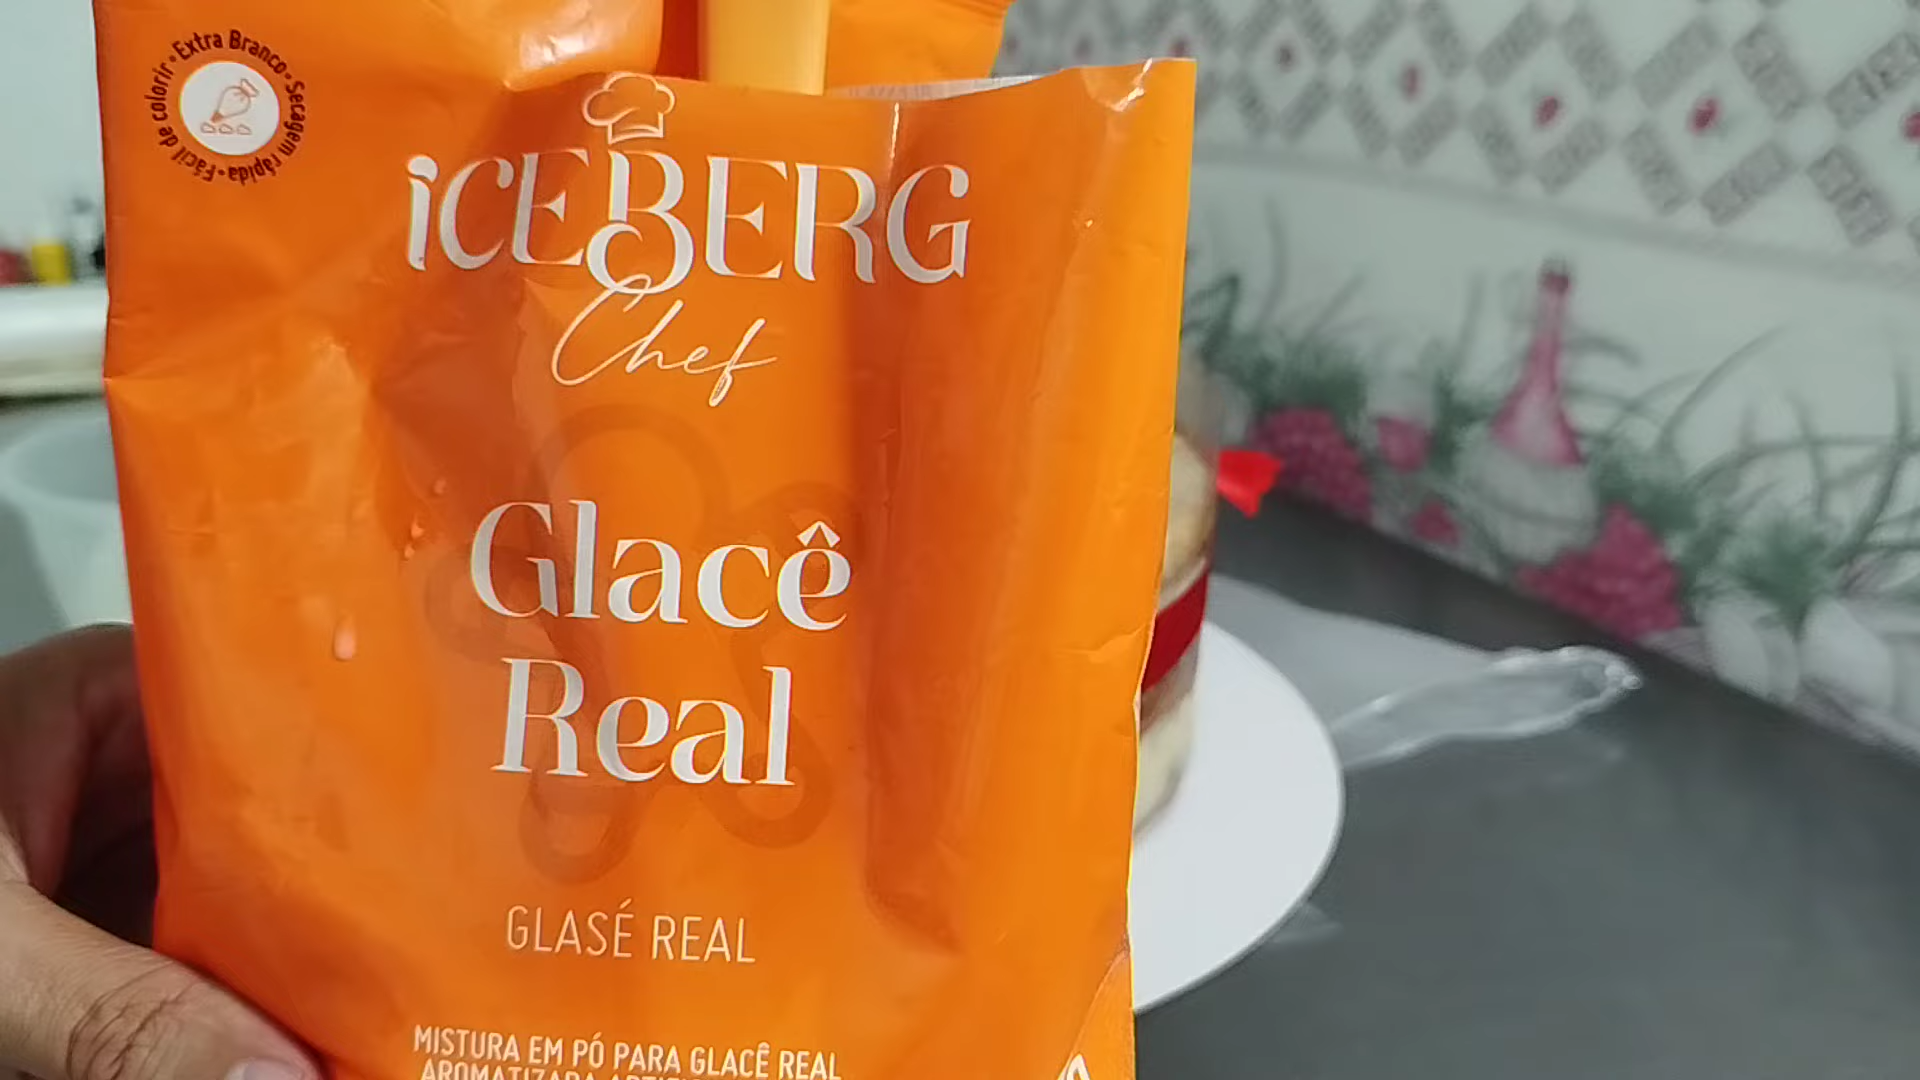 Extra Branco • Secagem rápida • Fácil de colorir •
iCEBERG
Chef
Glacê
Real
GLASÉ REAL
MISTURA EM PÓ PARA GLACÊ REAL